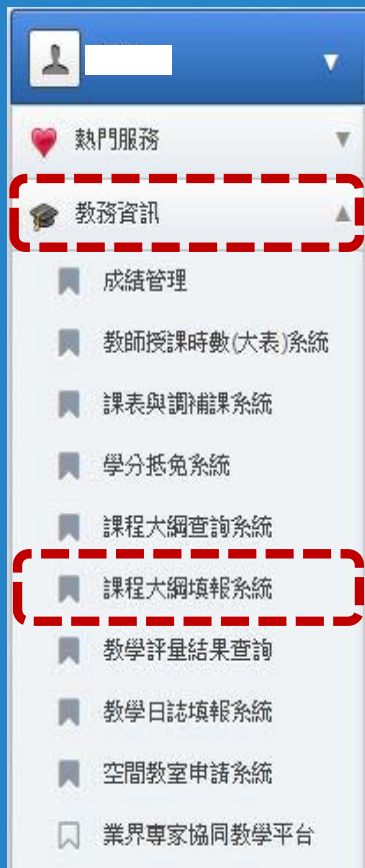 熱門服務
教務資訊
成績管理
教師授課時數(大表)系統
課表與調補課系統
學分抵免系統
課程大綱查詢系統
課程大綱填報系統
教學評量結果查詢
教學日誌填報系統
空間教室申請系統
業界專家協同教學平台